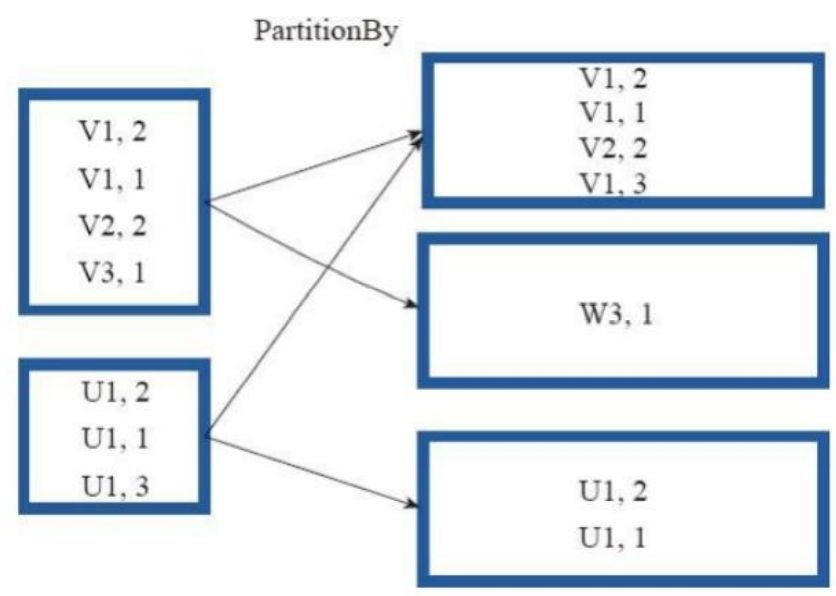 PartitionBy
V1, 2
V1, 1
V2, 2
V3, 1
U1, 2
U1, 1
U1, 3
V1, 2
V1, 1
V2, 2
V1, 3
W3, 1
U1, 2
U1, 1